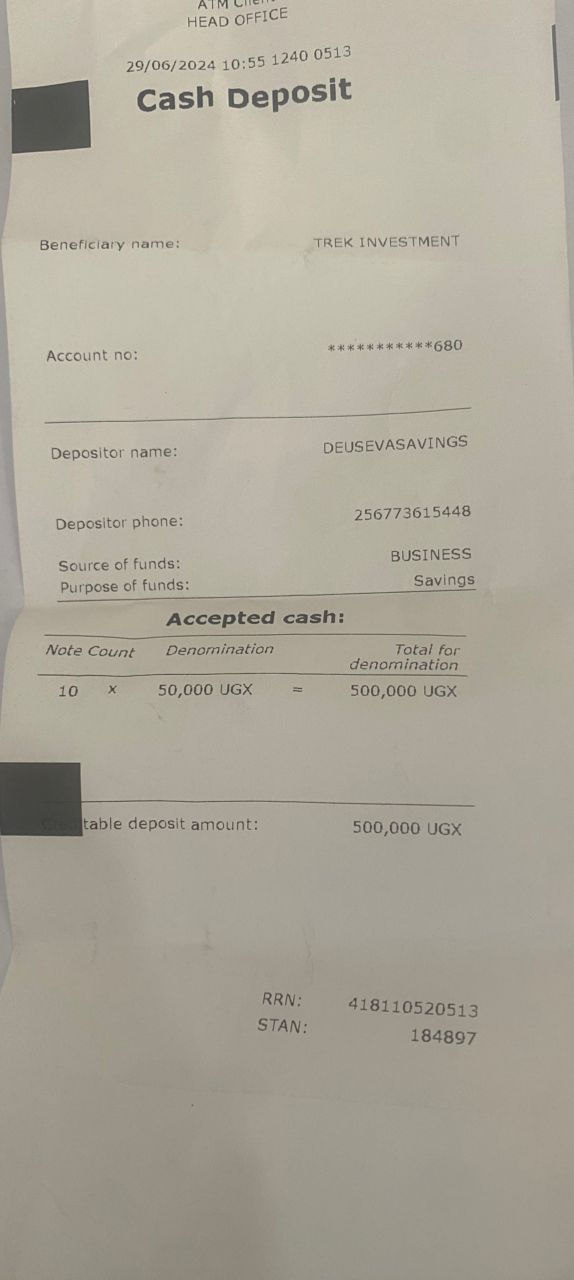 ATM
HEAD OFFICE
29/06/2024 10:55 1240 0513
Cash Deposit
Beneficiary name: TREK INVESTMENT
Account no: ***********680
Depositor name: DEUSEVASAVINGS
Depositor phone: 256773615448
Source of funds: BUSINESS
Purpose of funds: Savings
Accepted cash:
Note Count Denomination Total for denomination
10 x 50,000 UGX = 500,000 UGX
deposit amount: 500,000 UGX
RRN: 418110520513
STAN: 184897